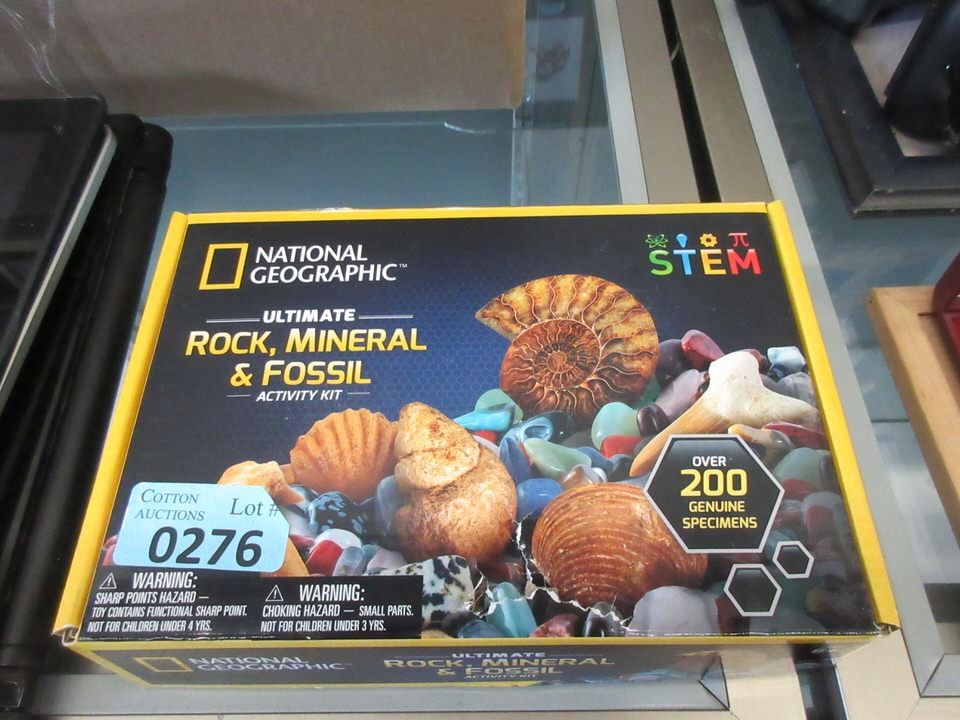 NATIONAL
GEOGRAPHIC™
STEM
ULTIMATE
ROCK, MINERAL
& FOSSIL
ACTIVITY KIT
OVER
200
GENUINE
SPECIMENS
COTTON
AUCTIONS
Lot #
0276
WARNING:
SHARP POINTS HAZARD —
TOY CONTAINS FUNCTIONAL SHARP POINT.
NOT FOR CHILDREN UNDER 4 YRS.
WARNING:
CHOKING HAZARD — SMALL PARTS.
NOT FOR CHILDREN UNDER 3 YRS.
NATIONAL
GEOGRAPHIC
ULTIMATE
ROCK, MINERAL
& FOSSIL
ACTIVITY KIT